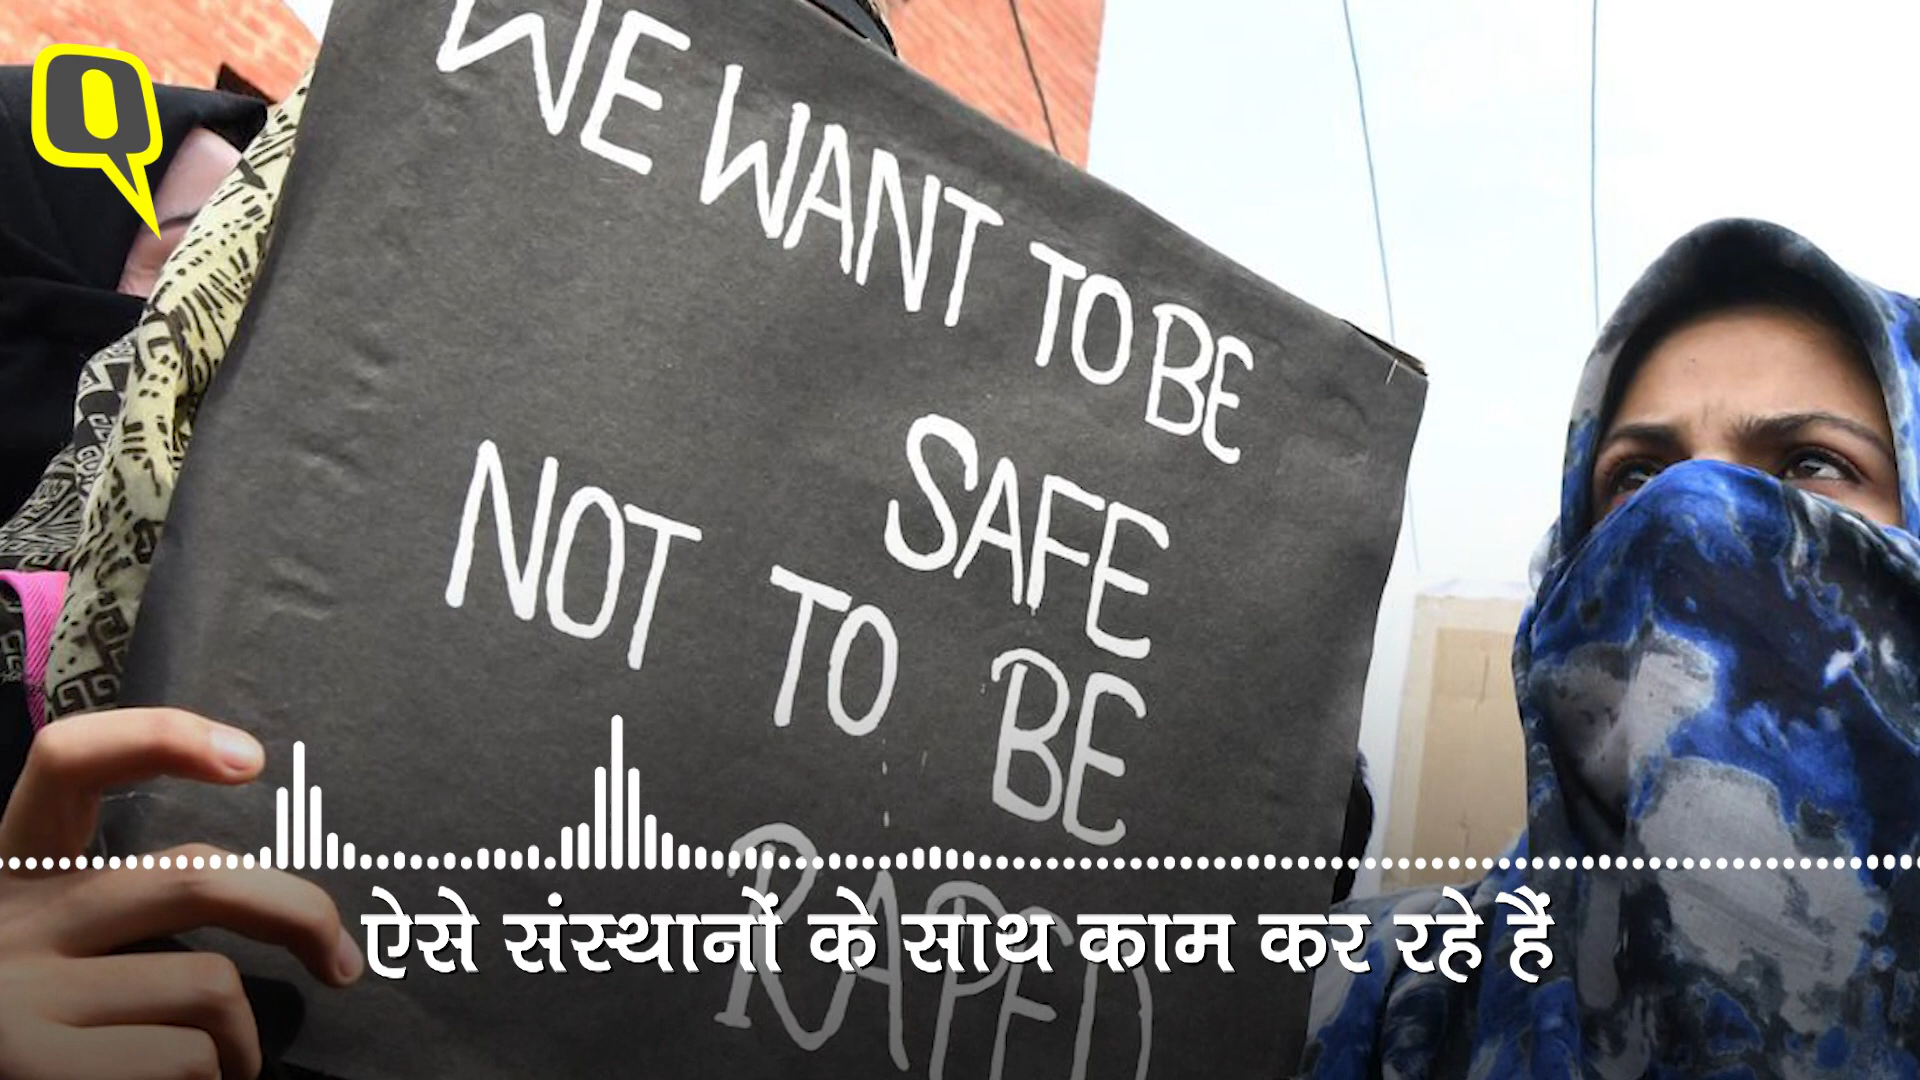 WE WANT TO BE
SAFE
NOT TO BE
RAPED
ऐसे संस्थानों के साथ काम कर रहे हैं